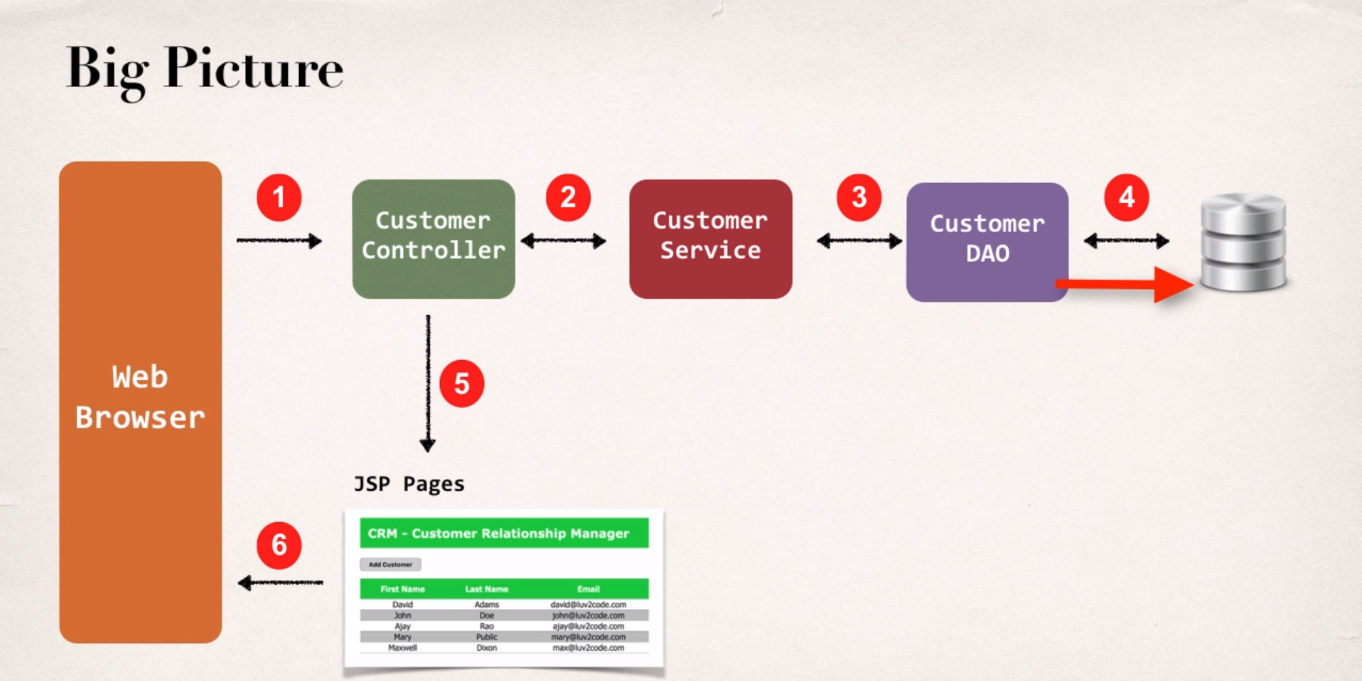 Big Picture
1
2
3
4
Customer
Controller
Customer
Service
Customer
DAO
Web
Browser
5
JSP Pages
6
CRM - Customer Relationship Manager
Add Customer
First Name Last Name Email
David Adams david@luv2code.com
John Doe john@luv2code.com
Ajay Rao ajay@luv2code.com
Mary Public mary@luv2code.com
Maxwell Dixon max@luv2code.com